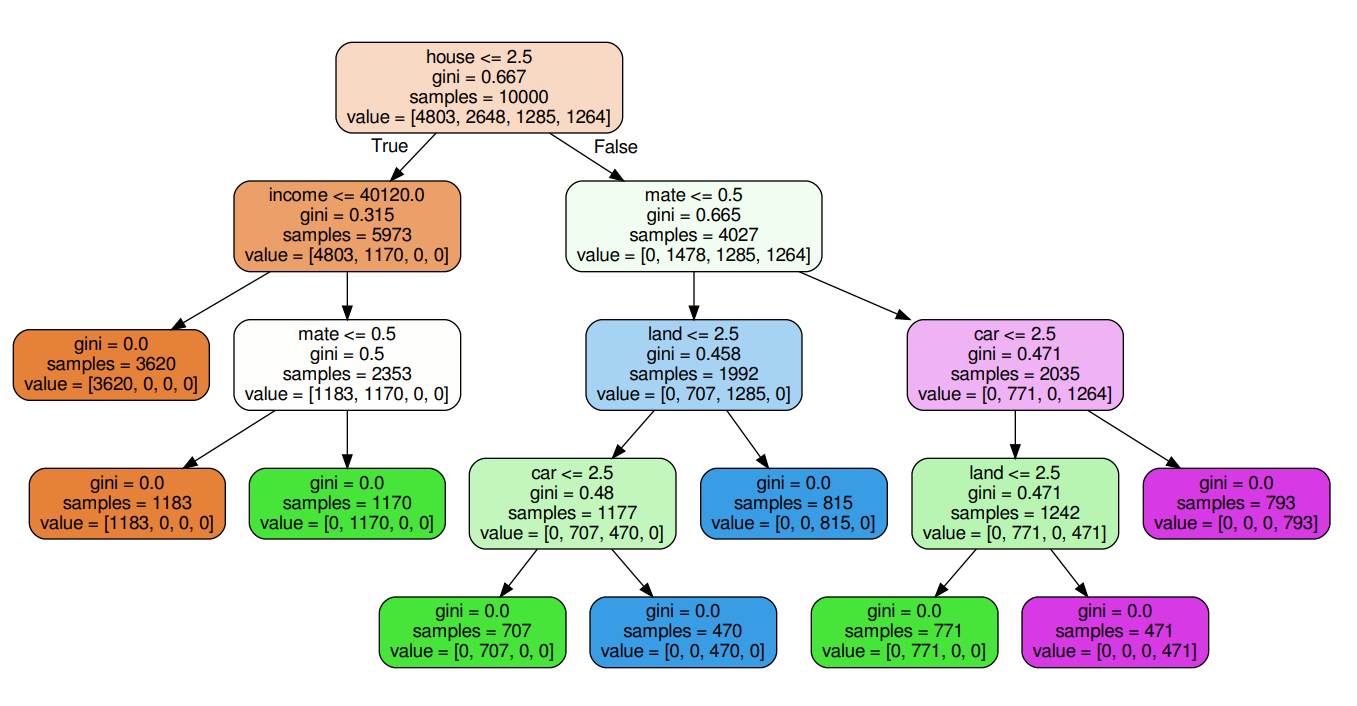 house <= 2.5
gini = 0.667
samples = 10000
value = [4803, 2648, 1285, 1264]
True
False
income <= 40120.0
gini = 0.315
samples = 5973
value = [4803, 1170, 0, 0]
mate <= 0.5
gini = 0.665
samples = 4027
value = [0, 1478, 1285, 1264]
gini = 0.0
samples = 3620
value = [3620, 0, 0, 0]
mate <= 0.5
gini = 0.5
samples = 2353
value = [1183, 1170, 0, 0]
land <= 2.5
gini = 0.458
samples = 1992
value = [0, 707, 1285, 0]
car <= 2.5
gini = 0.471
samples = 2035
value = [0, 771, 0, 1264]
gini = 0.0
samples = 1183
value = [1183, 0, 0, 0]
gini = 0.0
samples = 1170
value = [0, 1170, 0, 0]
car <= 2.5
gini = 0.48
samples = 1177
value = [0, 707, 470, 0]
gini = 0.0
samples = 815
value = [0, 0, 815, 0]
land <= 2.5
gini = 0.471
samples = 1242
value = [0, 771, 0, 471]
gini = 0.0
samples = 793
value = [0, 0, 0, 793]
gini = 0.0
samples = 707
value = [0, 707, 0, 0]
gini = 0.0
samples = 470
value = [0, 0, 470, 0]
gini = 0.0
samples = 771
value = [0, 771, 0, 0]
gini = 0.0
samples = 471
value = [0, 0, 0, 471]